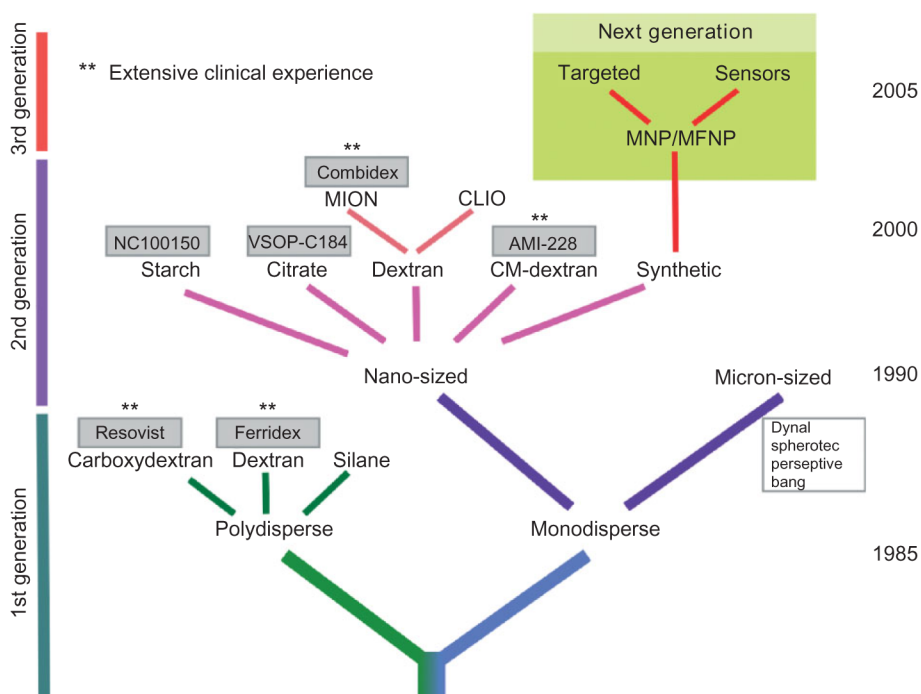 Next generation
** Extensive clinical experience
Targeted
Sensors
2005
3rd generation
MNP/MFNP
**
Combidex
MION
CLIO
**
NC100150
VSOP-C184
AMI-228
2000
Starch
Citrate
Dextran
CM-dextran
Synthetic
2nd generation
Nano-sized
Micron-sized
1990
**
**
Resovist
Ferridex
Dynal
spherotec
perseptive
bang
Carboxydextran
Dextran
Silane
Polydisperse
Monodisperse
1985
1st generation